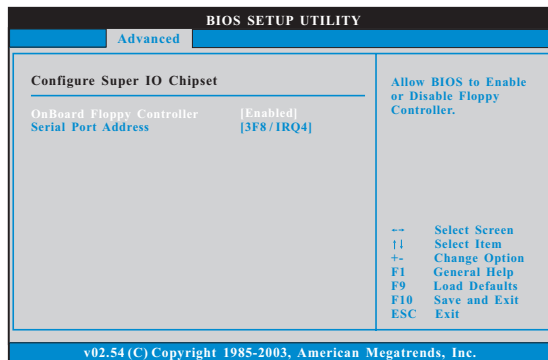 BIOS SETUP UTILITY
Advanced
Configure Super IO Chipset
OnBoard Floppy Controller [Enabled]
Serial Port Address [3F8 / IRQ4]
Allow BIOS to Enable
or Disable Floppy
Controller.
←→ Select Screen
↑↓ Select Item
+- Change Option
F1 General Help
F9 Load Defaults
F10 Save and Exit
ESC Exit
v02.54 (C) Copyright 1985-2003, American Megatrends, Inc.